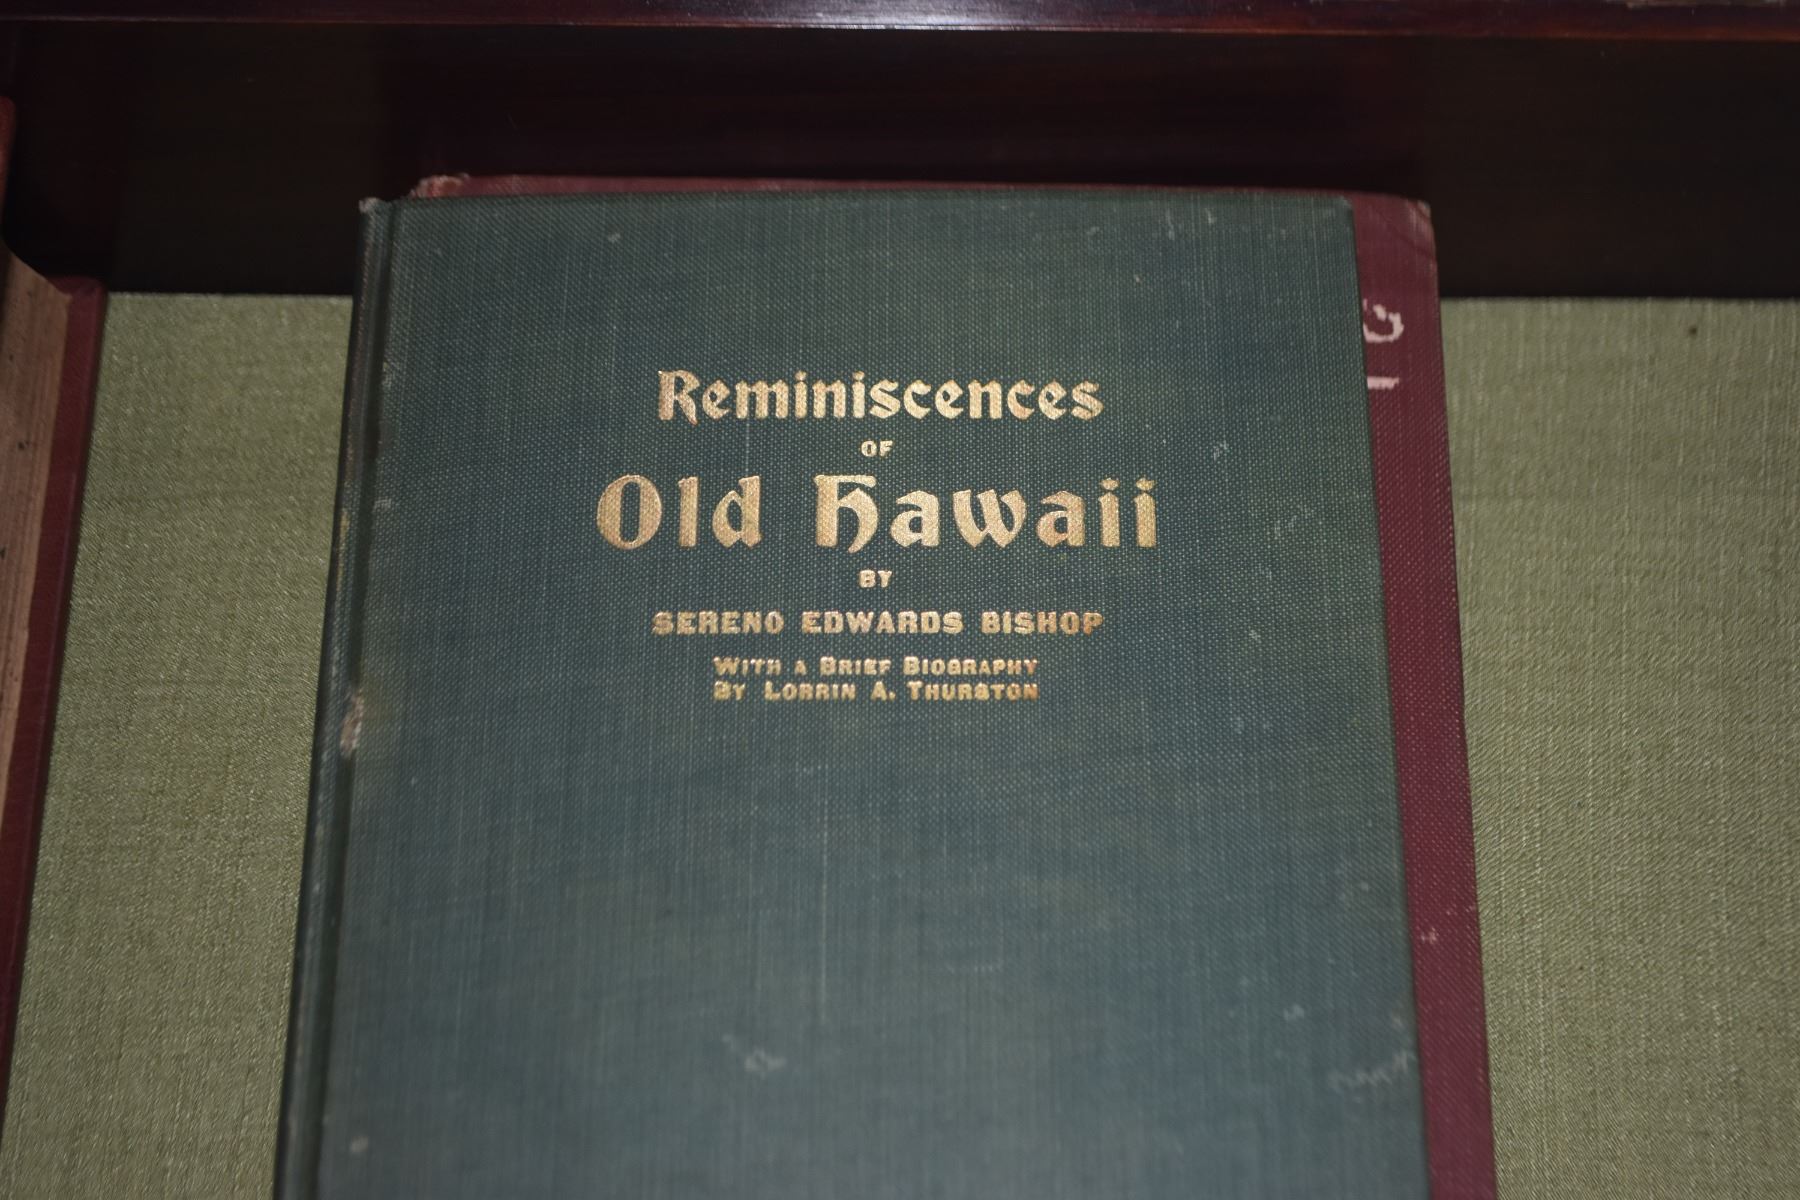 Reminiscences
OF
Old Hawaii
BY
SERENO EDWARDS BISHOP
WITH A BRIEF BIOGRAPHY
BY LORRIN A. THURSTON